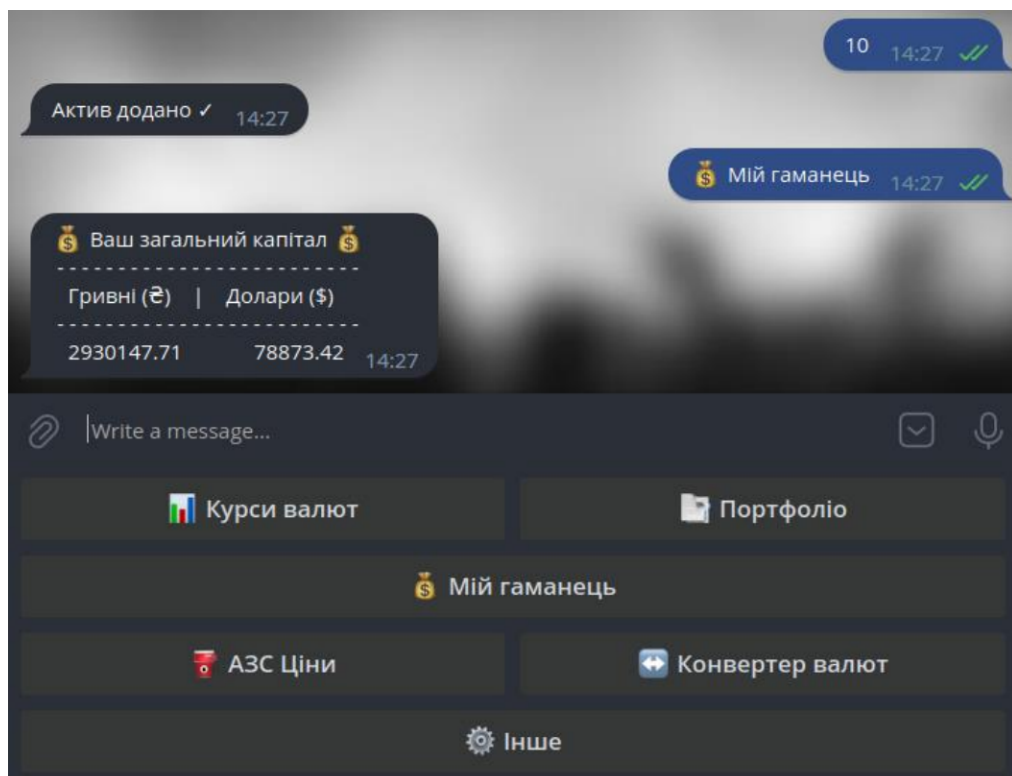 10 14:27
Актив додано ✓ 14:27
💰 Мій гаманець 14:27
💰 Ваш загальний капітал 💰
- - - - - - - - - - - - - - - - - - - - - - - - -
Гривні (₴) | Долари ($)
- - - - - - - - - - - - - - - - - - - - - - - - -
2930147.71 78873.42 14:27
Write a message...
📊 Курси валют
📑 Портфоліо
💰 Мій гаманець
АЗС Ціни
↔️ Конвертер валют
⚙️ Інше